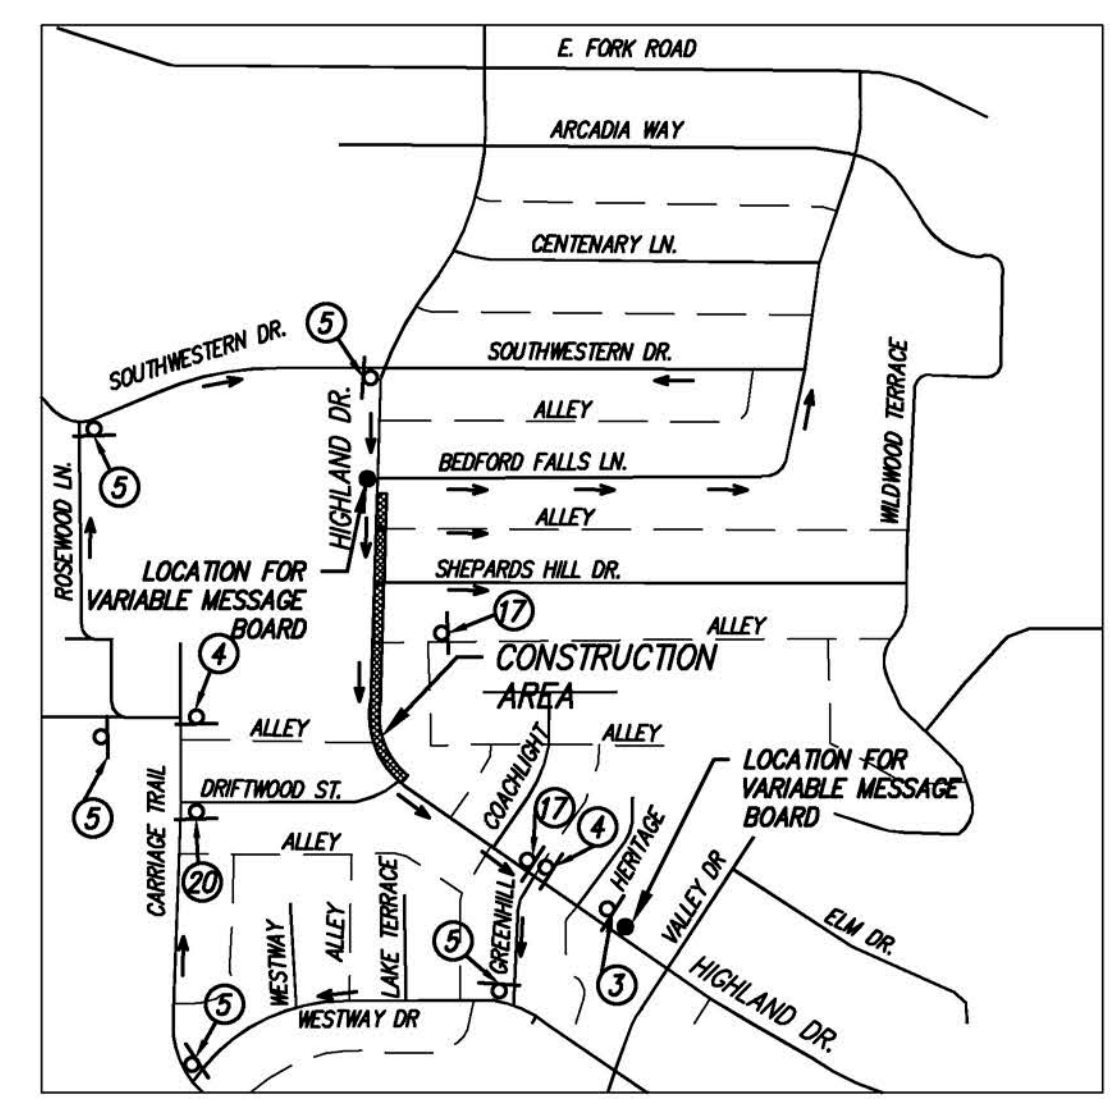 E. FORK ROAD
ARCADIA WAY
CENTENARY LN.
5
SOUTHWESTERN DR.
SOUTHWESTERN DR.
HIGHLAND DR.
ALLEY
WILDWOOD TERRACE
BEDFORD FALLS LN.
5
ROSEWOOD LN.
ALLEY
LOCATION FOR
VARIABLE MESSAGE
BOARD
SHEPARDS HILL DR.
17
ALLEY
4
CONSTRUCTION
AREA
ALLEY
COACHLIGHT
ALLEY
LOCATION FOR
VARIABLE MESSAGE
BOARD
CARRIAGE TRAIL
DRIFTWOOD ST.
5
17
4
HERITAGE
ALLEY
20
VALLEY DR
LAKE TERRACE
ALLEY
WESTWAY
GREENHILL
5
ELM DR.
3
HIGHLAND DR.
5
WESTWAY DR